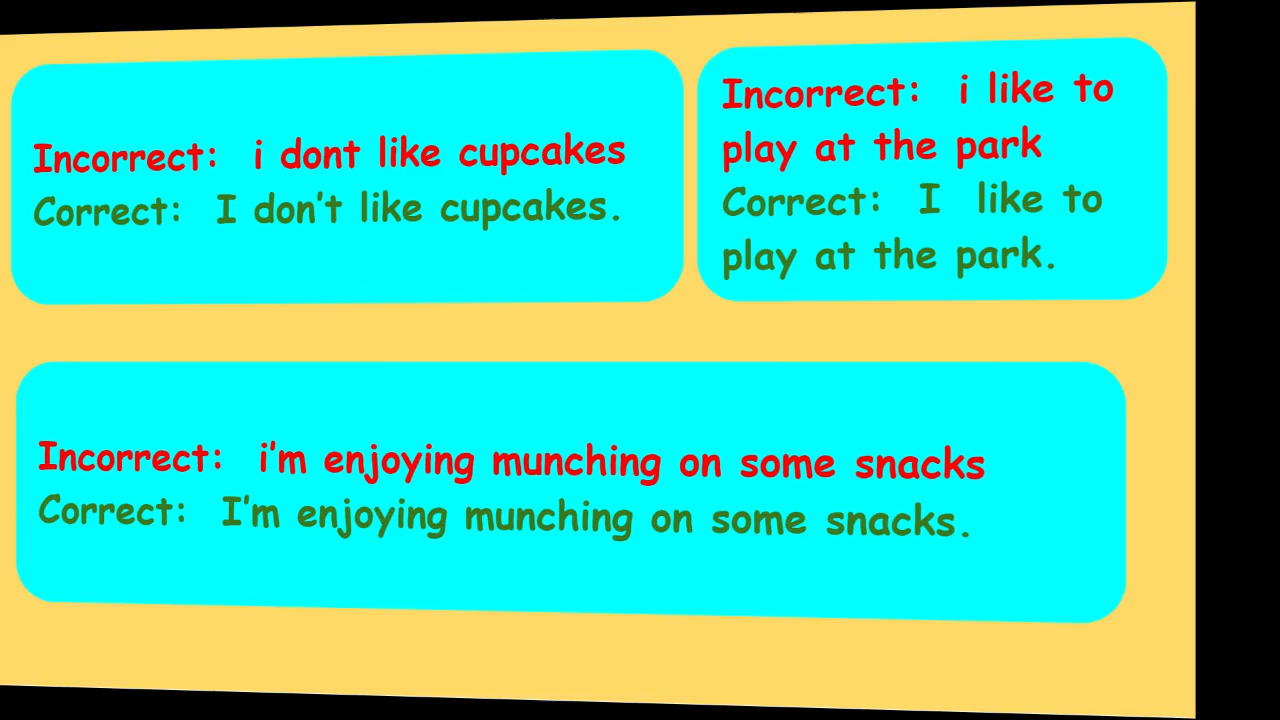 Incorrect:  i dont like cupcakes
Correct:  I don't like cupcakes.
Incorrect:  i like to
play at the park
Correct:  I  like to
play at the park.
Incorrect:  i'm enjoying munching on some snacks
Correct:  I'm enjoying munching on some snacks.